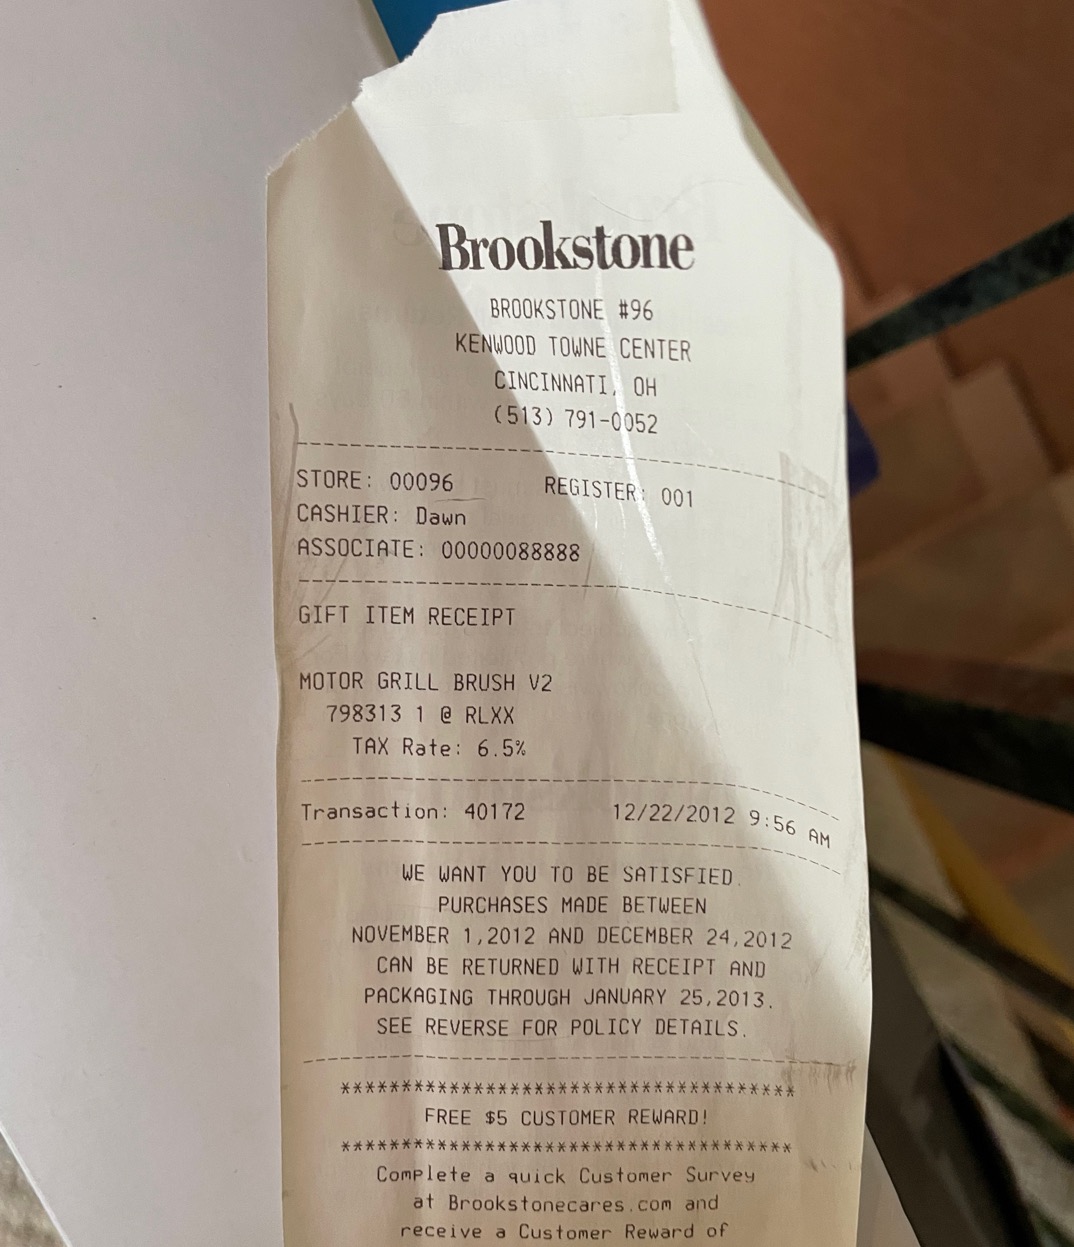 Brookstone
BROOKSTONE #96
KENWOOD TOWNE CENTER
CINCINNATI, OH
(513) 791-0052
STORE: 00096 REGISTER: 001
CASHIER: Dawn
ASSOCIATE: 00000088888
GIFT ITEM RECEIPT
MOTOR GRILL BRUSH V2
798313 1 @ RLXX
TAX Rate: 6.5%
Transaction: 40172 12/22/2012 9:56 AM
WE WANT YOU TO BE SATISFIED.
PURCHASES MADE BETWEEN
NOVEMBER 1,2012 AND DECEMBER 24,2012
CAN BE RETURNED WITH RECEIPT AND
PACKAGING THROUGH JANUARY 25,2013.
SEE REVERSE FOR POLICY DETAILS.
*************************************
FREE $5 CUSTOMER REWARD!
*************************************
Complete a quick Customer Survey
at Brookstonecares.com and
receive a Customer Reward of